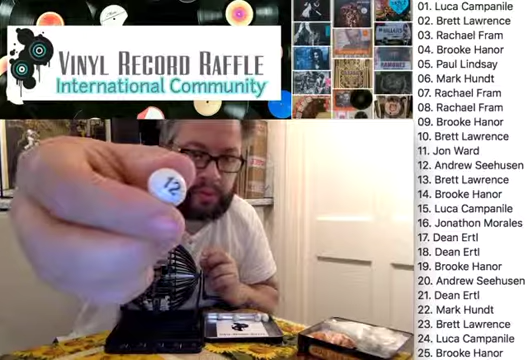 VINYL RECORD RAFFLE
International Community
12
01. Luca Campanile
02. Brett Lawrence
03. Rachael Fram
04. Brooke Hanor
05. Paul Lindsay
06. Mark Hundt
07. Rachael Fram
08. Rachael Fram
09. Brooke Hanor
10. Brett Lawrence
11. Jon Ward
12. Andrew Seehusen
13. Brett Lawrence
14. Brooke Hanor
15. Luca Campanile
16. Jonathon Morales
17. Dean Ertl
18. Dean Ertl
19. Brooke Hanor
20. Andrew Seehusen
21. Dean Ertl
22. Mark Hundt
23. Brett Lawrence
24. Luca Campanile
25. Brooke Hanor